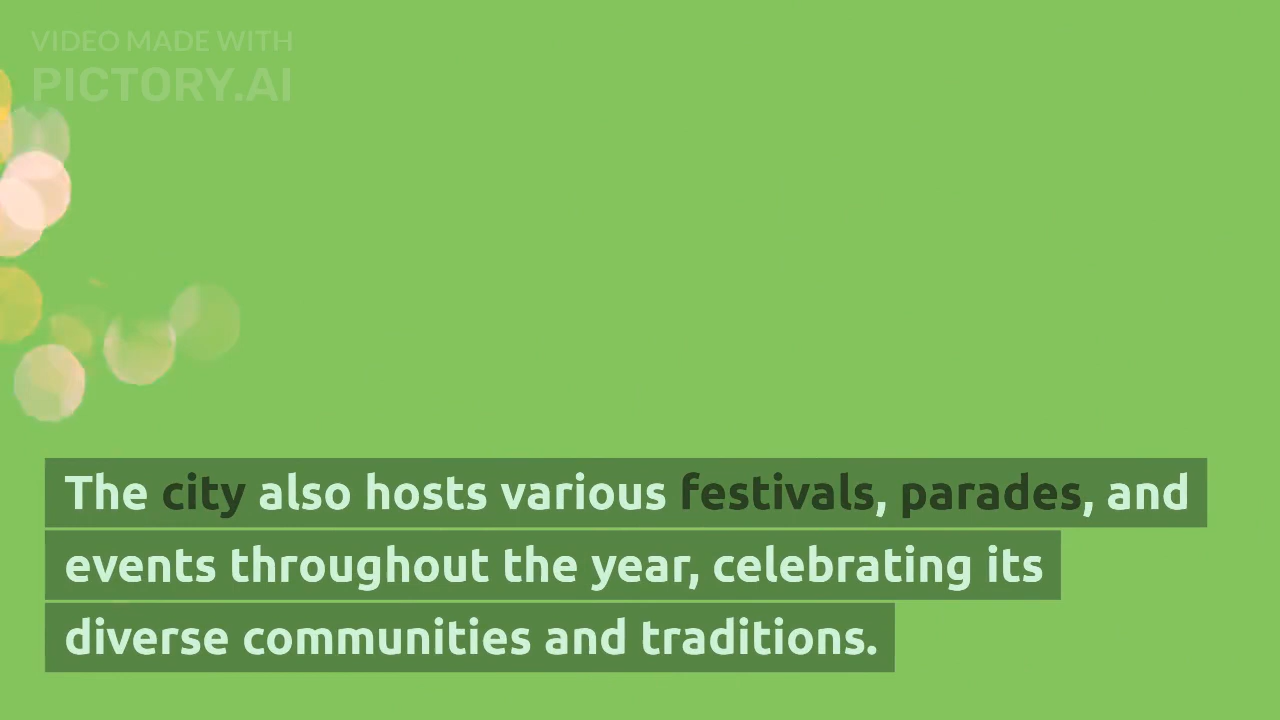 VIDEO MADE WITH
PICTORY.AI
The city also hosts various festivals, parades, and
events throughout the year, celebrating its
diverse communities and traditions.